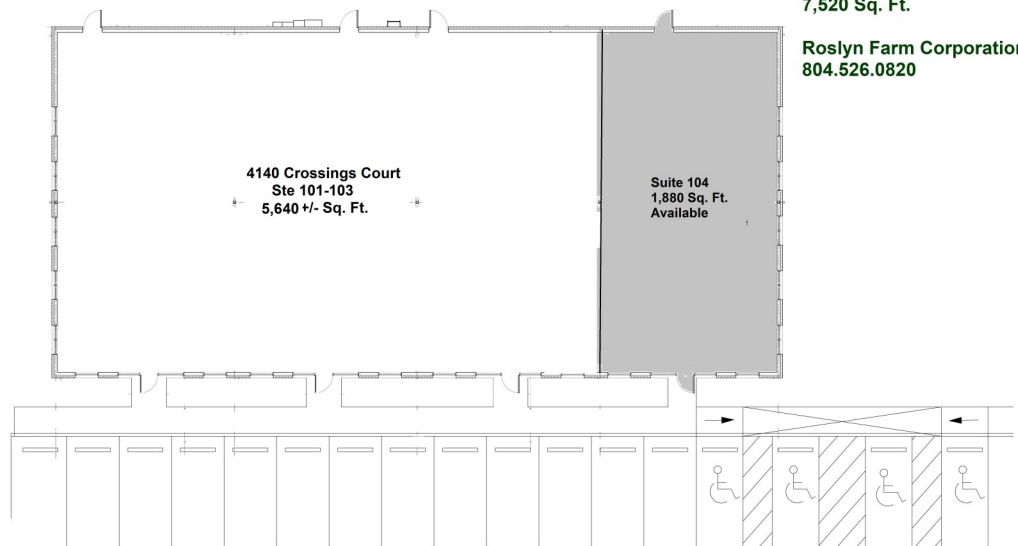 7,520 Sq. Ft.
Roslyn Farm Corporation
804.526.0820
4140 Crossings Court
Ste 101-103
5,640 +/- Sq. Ft.
Suite 104
1,880 Sq. Ft.
Available